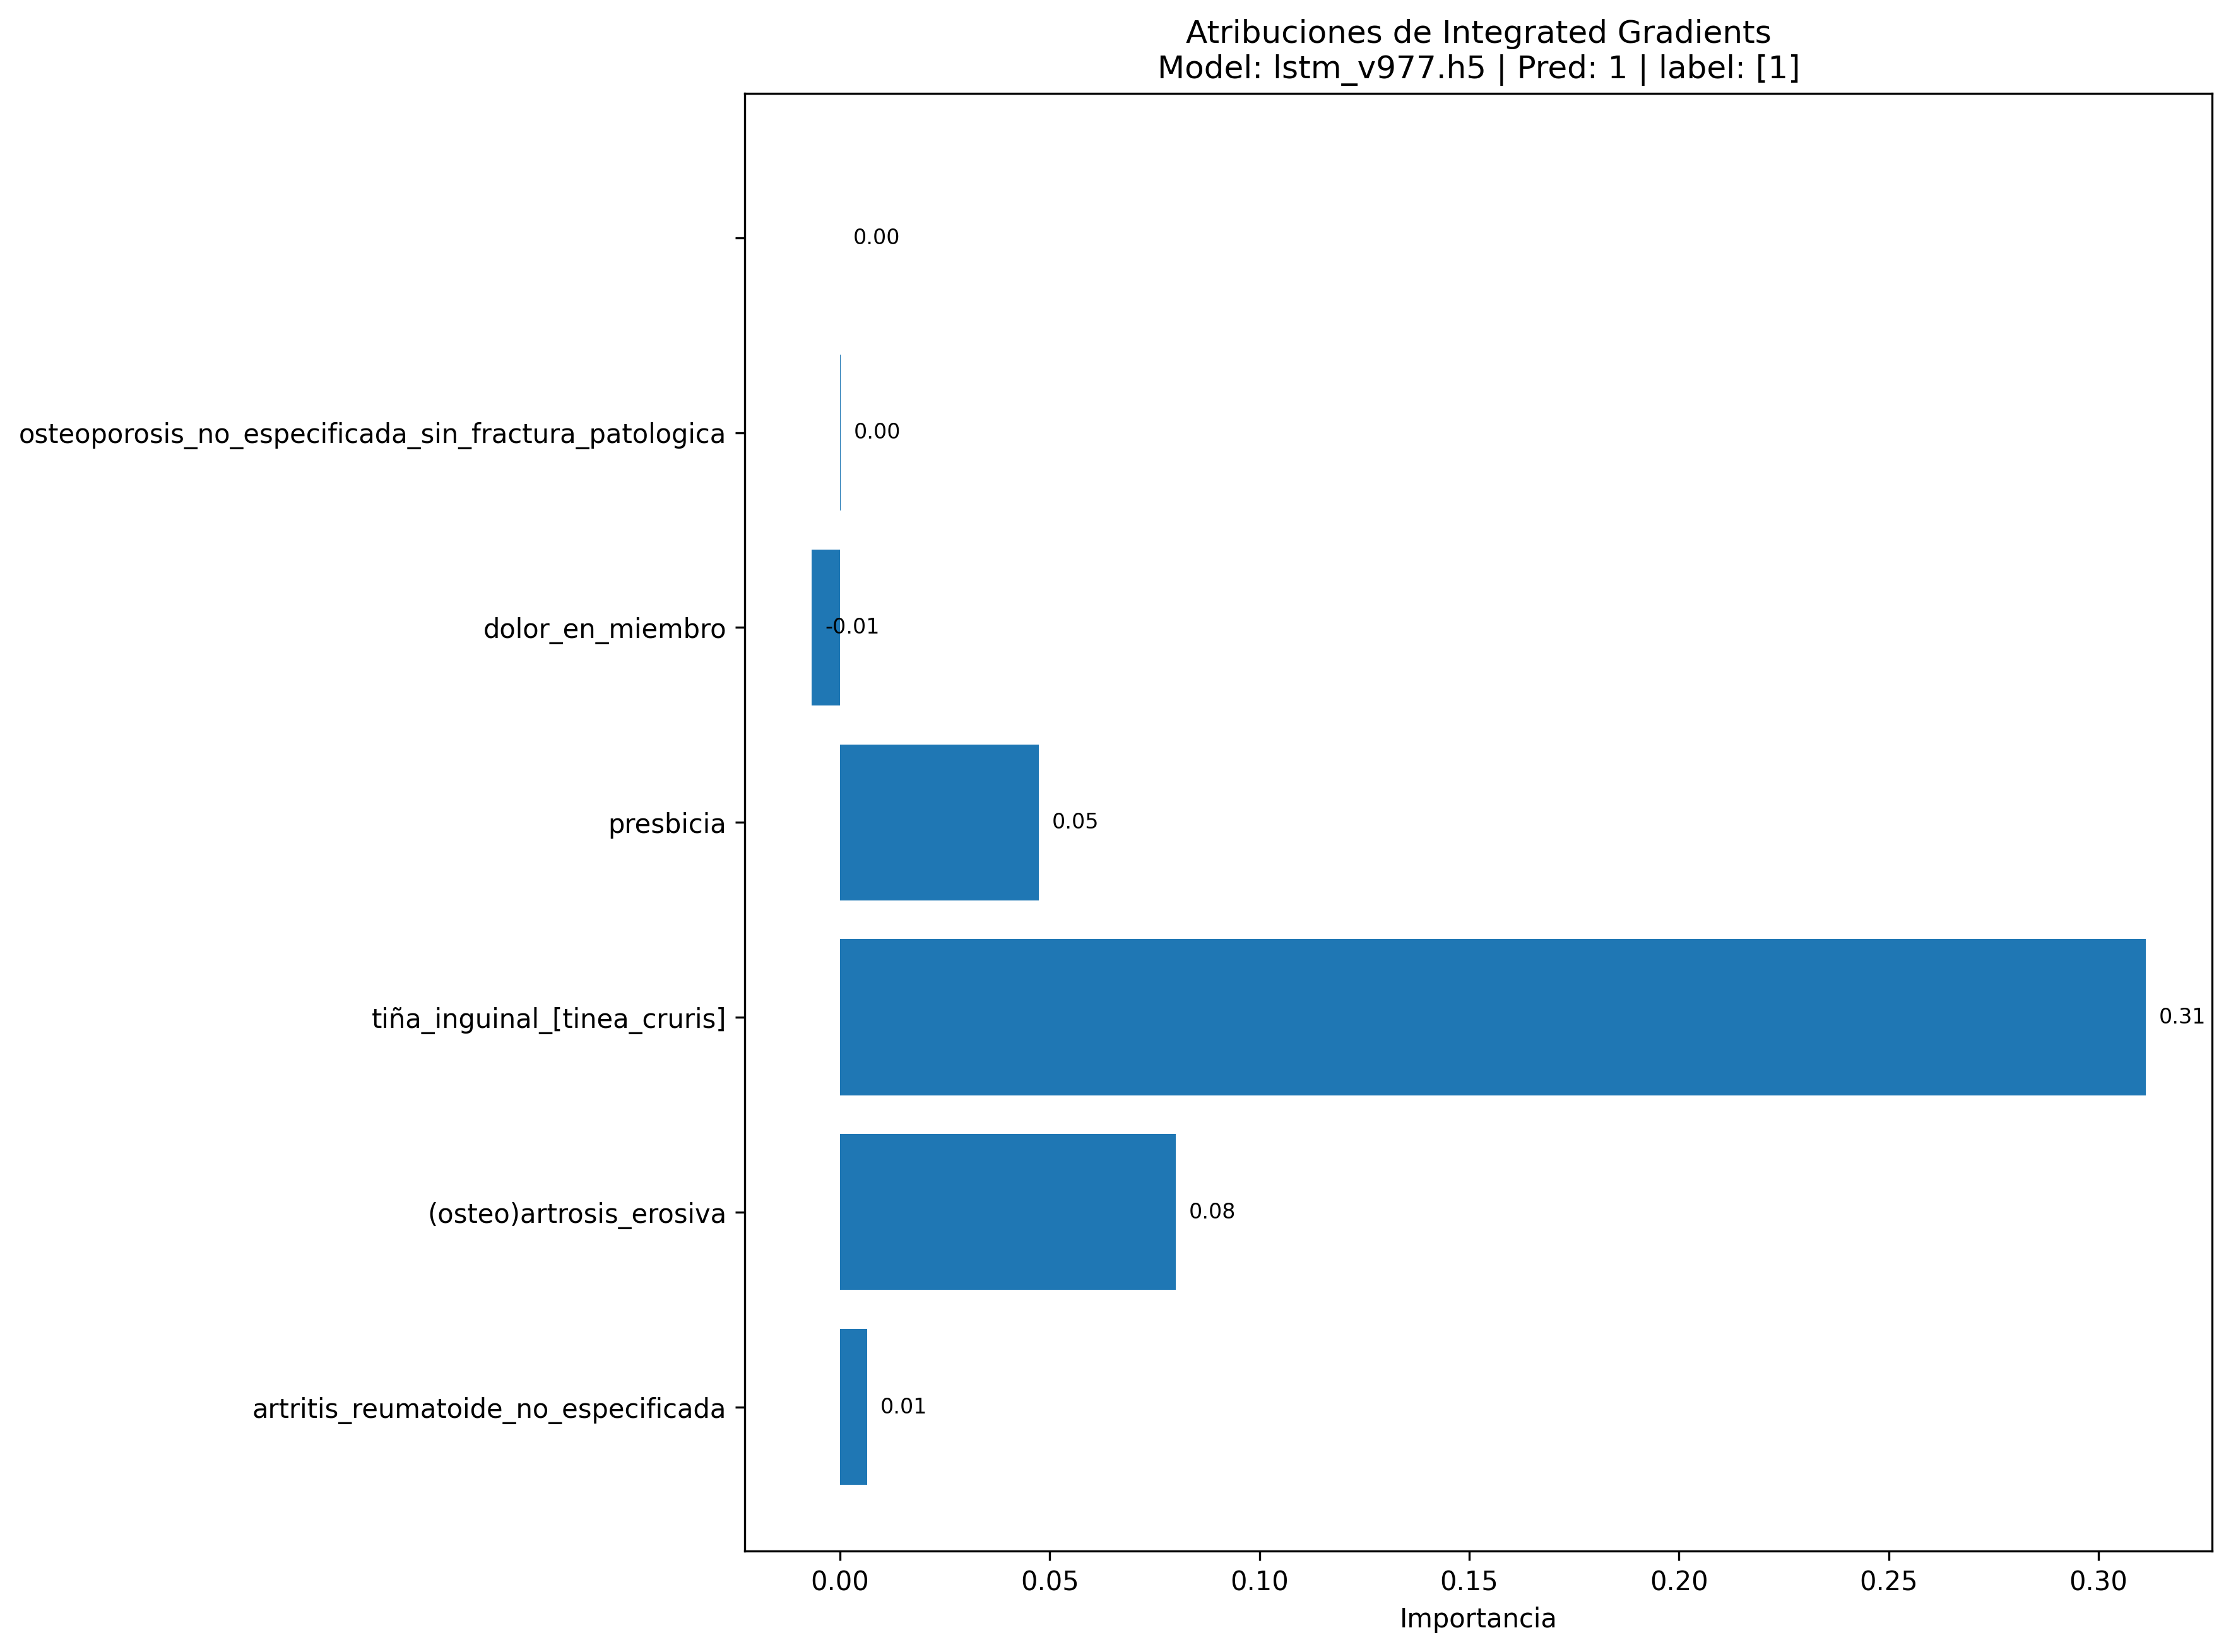 Atribuciones de Integrated Gradients
Model: lstm_v977.h5 | Pred: 1 | label: [1]
0.00
osteoporosis_no_especificada_sin_fractura_patologica 0.00
dolor_en_miembro -0.01
presbicia 0.05
tiña_inguinal_[tinea_cruris] 0.31
(osteo)artrosis_erosiva 0.08
artritis_reumatoide_no_especificada 0.01
0.00 0.05 0.10 0.15 0.20 0.25 0.30
Importancia